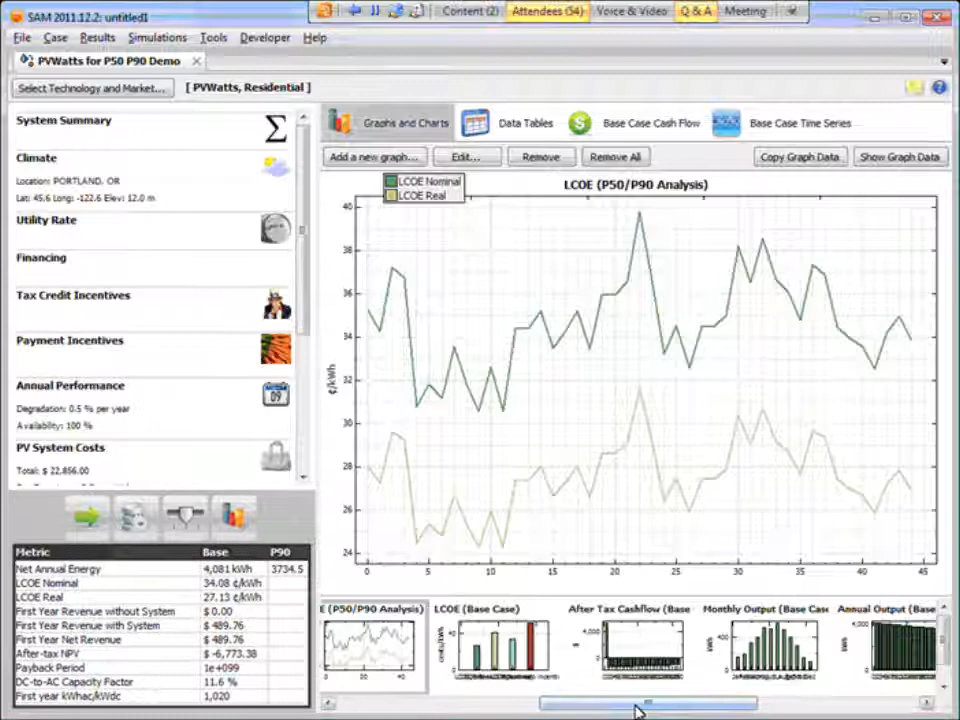 SAM 2011.12.2: untitled1
Content (2) Attendees (54) Voice & Video Q & A Meeting
File Case Results Simulations Tools Developer Help
PVWatts for P50 P90 Demo
Select Technology and Market... [ PVWatts, Residential ]
System Summary
Climate
Location: PORTLAND, OR
Lat: 45.6 Long: -122.6 Elev: 12.0 m
Utility Rate
Financing
Tax Credit Incentives
Payment Incentives
Annual Performance
Degradation: 0.5 % per year
Availability: 100 %
09
PV System Costs
Total: $ 22,856.00
Metric Base P90
Net Annual Energy 4,081 kWh 3734.5
LCOE Nominal 34.08 ¢/kWh
LCOE Real 27.13 ¢/kWh
First Year Revenue without System $ 0.00
First Year Revenue with System $ 489.76
First Year Net Revenue $ 489.76
After-tax NPV $ -6,773.38
Payback Period 1e+099
DC-to-AC Capacity Factor 11.6 %
First year kWhac/kWdc 1,020
Graphs and Charts Data Tables Base Case Cash Flow Base Case Time Series
Add a new graph... Edit... Remove Remove All Copy Graph Data Show Graph Data
LCOE (P50/P90 Analysis)
LCOE Nominal
LCOE Real
40
38
36
34
32
30
28
26
24
¢/kWh
0 5 10 15 20 25 30 35 40 45
E (P50/P90 Analysis) LCOE (Base Case) After Tax Cashflow (Base Monthly Output (Base Cas Annual Output (Base
0 20 40